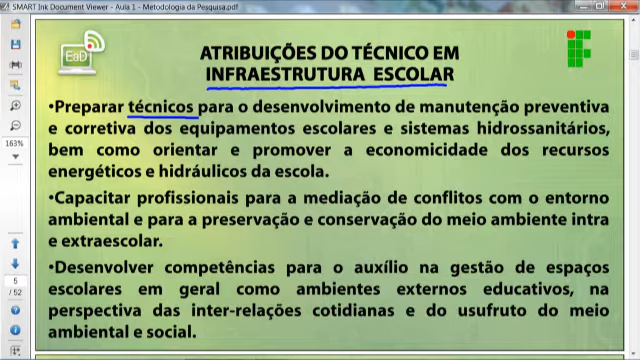 SMART Ink Document Viewer - Aula 1 - Metodologia da Pesquisa.pdf
EaD
ATRIBUIÇÕES DO TÉCNICO EM
INFRAESTRUTURA ESCOLAR
•Preparar técnicos para o desenvolvimento de manutenção preventiva
e corretiva dos equipamentos escolares e sistemas hidrossanitários,
bem como orientar e promover a economicidade dos recursos
energéticos e hidráulicos da escola.
•Capacitar profissionais para a mediação de conflitos com o entorno
ambiental e para a preservação e conservação do meio ambiente intra
e extraescolar.
•Desenvolver competências para o auxílio na gestão de espaços
escolares em geral como ambientes externos educativos, na
perspectiva das inter-relações cotidianas e do usufruto do meio
ambiental e social.
163%
5
/ 52